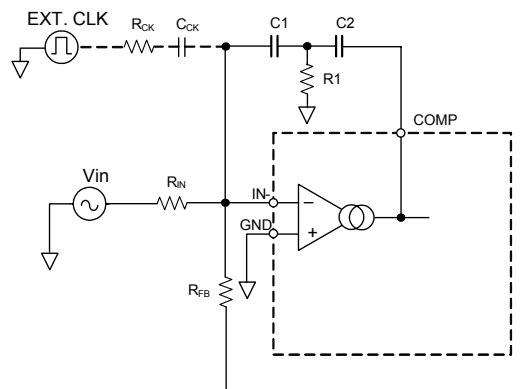 EXT. CLK
RCK
CCK
C1
C2
R1
COMP
Vin
RIN
IN-
GND
−
+
RFB